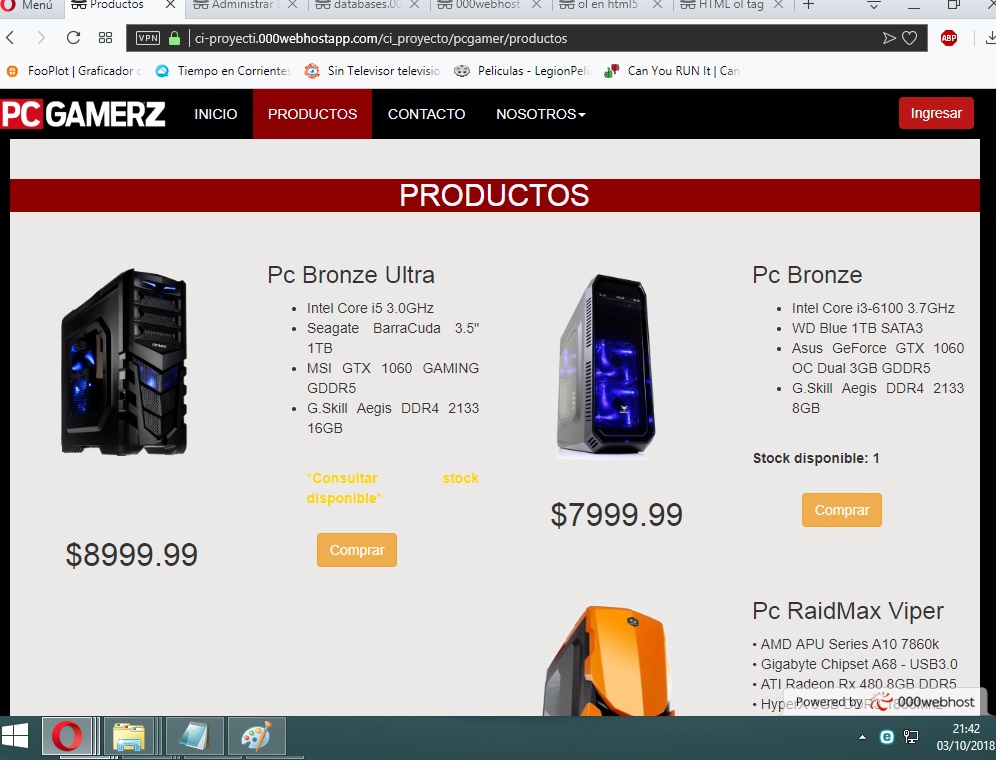 Menú
Productos
Administrar
databases.00
000webhost
ol en html5 -
HTML ol tag
VPN
ci-proyecti.000webhostapp.com/ci_proyecto/pcgamer/productos
ABP
FooPlot | Graficador
Tiempo en Corrientes
Sin Televisor televisio
Peliculas - LegionPeli
Can You RUN It | Can
PC GAMERZ
INICIO
PRODUCTOS
CONTACTO
NOSOTROS
Ingresar
PRODUCTOS
Pc Bronze Ultra
• Intel Core i5 3.0GHz
• Seagate BarraCuda 3.5"
1TB
• MSI GTX 1060 GAMING
GDDR5
• G.Skill Aegis DDR4 2133
16GB
*Consultar stock
disponible*
$8999.99
Comprar
Pc Bronze
• Intel Core i3-6100 3.7GHz
• WD Blue 1TB SATA3
• Asus GeForce GTX 1060
OC Dual 3GB GDDR5
• G.Skill Aegis DDR4 2133
8GB
Stock disponible: 1
$7999.99
Comprar
Pc RaidMax Viper
• AMD APU Series A10 7860k
• Gigabyte Chipset A68 - USB3.0
• ATI Radeon Rx 480 8GB DDR5
Powered by 000webhost
21:42
03/10/2018